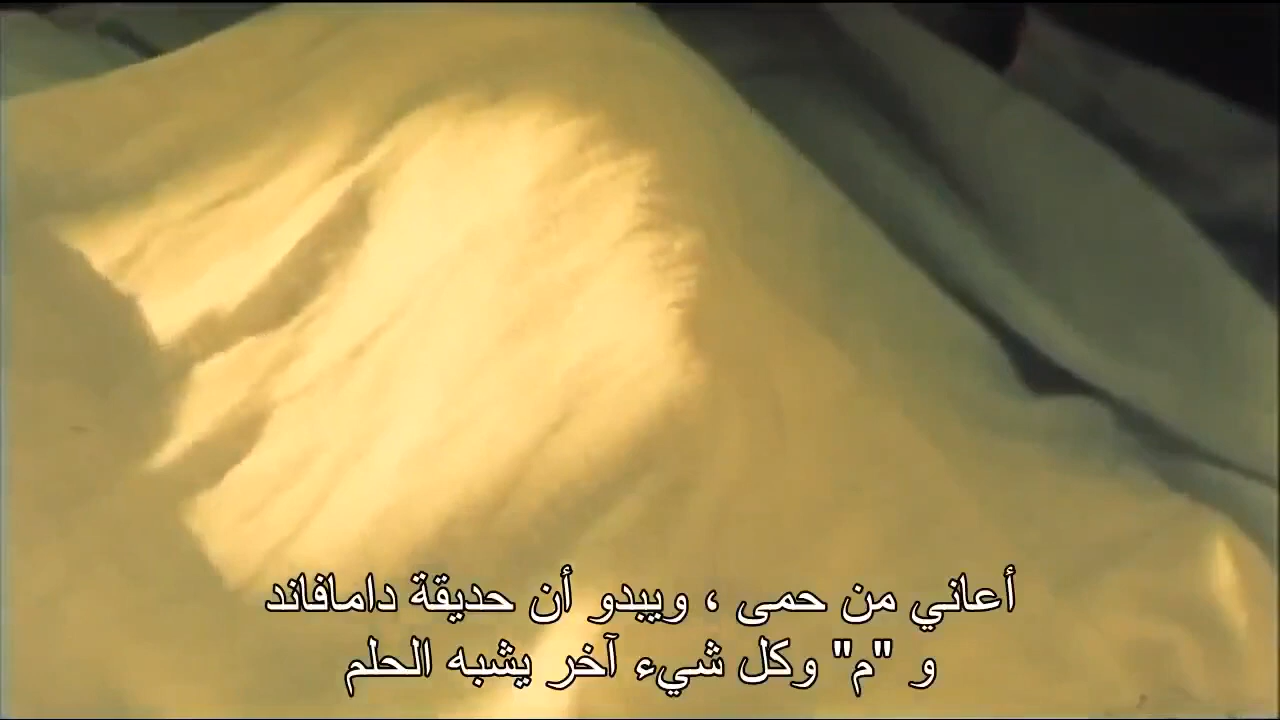 أعاني من حمى ، ويبدو أن حديقة دامافاند
و "م" وكل شيء آخر يشبه الحلم